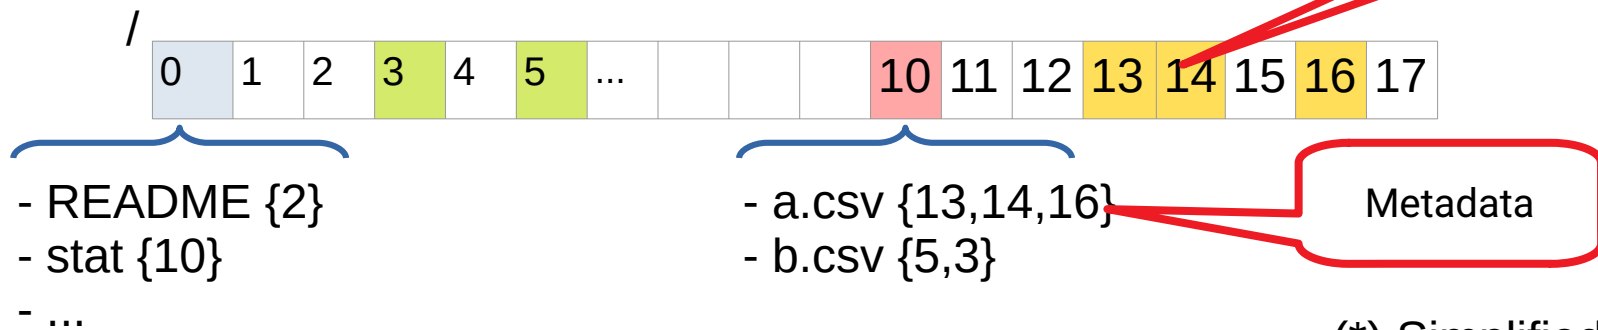 /
0 1 2 3 4 5 ... 10 11 12 13 14 15 16 17
- README {2}
- stat {10}
- ...
- a.csv {13,14,16}
- b.csv {5,3}
Metadata
(*) Simplified